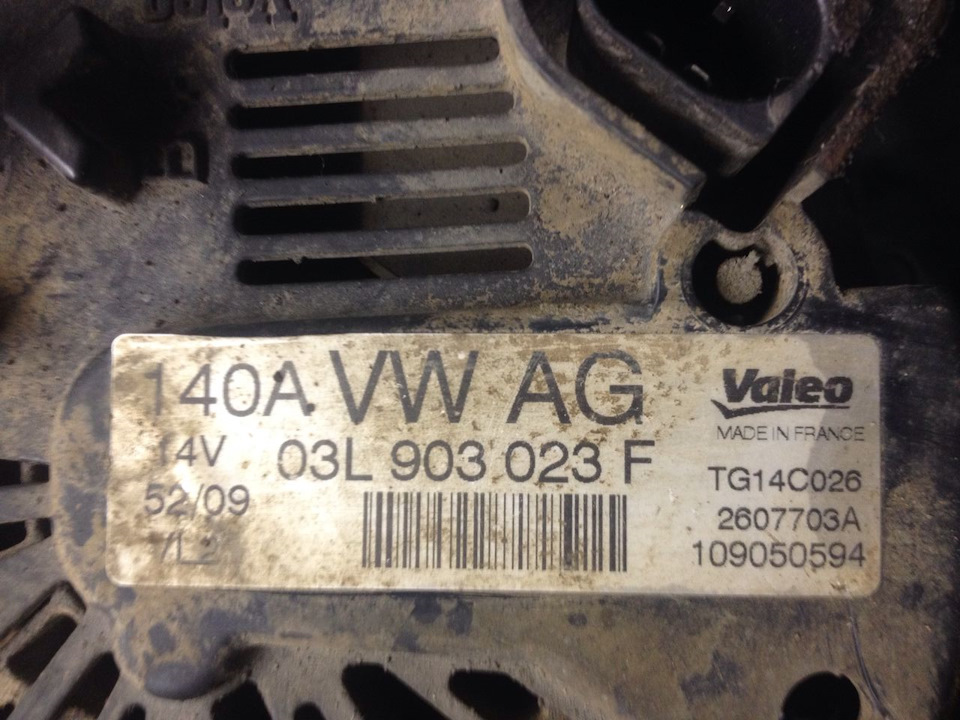 140A VW AG
Valeo
MADE IN FRANCE
14V 03L 903 023 F
TG14C026
52/09
2607703A
109050594